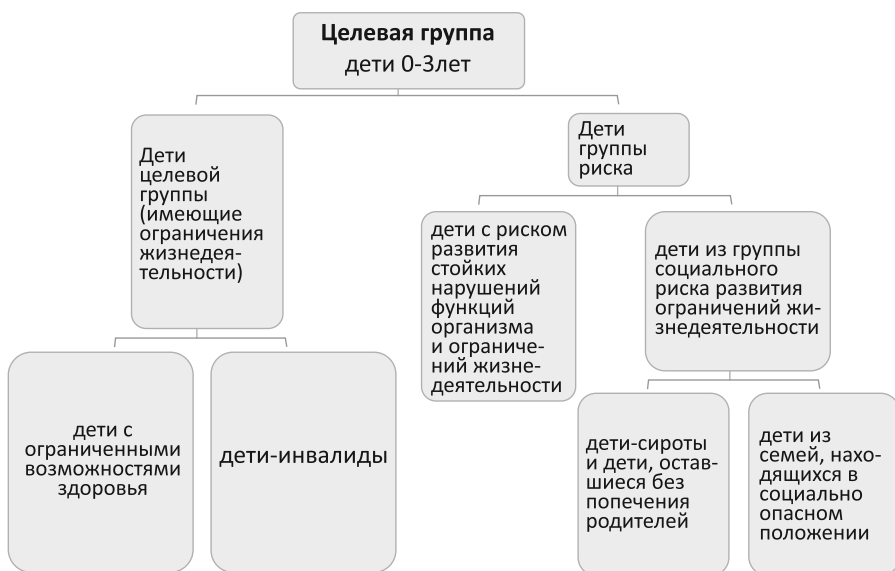 Целевая группа
дети 0-3лет
Дети
целевой
группы
(имеющие
ограничения
жизнедея-
тельности)
Дети
группы
риска
дети с риском
развития
стойких
нарушений
функций
организма
и ограниче-
ний жизне-
деятельности
дети из группы
социального
риска развития
ограничений жи-
знедеятельности
дети с
ограниченными
возможностями
здоровья
дети-инвалиды
дети-сироты
и дети, остав-
шиеся без
попечения
родителей
дети из
семей, нахо-
дящихся в
социально
опасном
положении